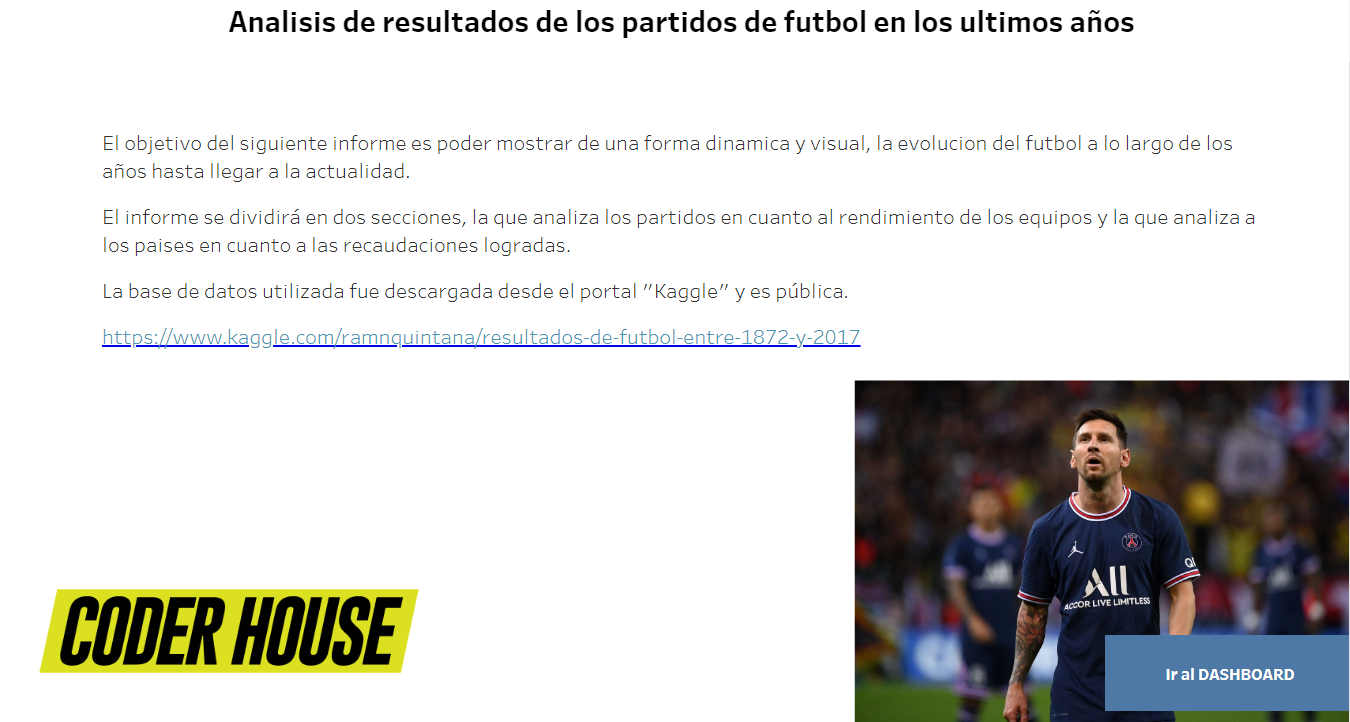 Analisis de resultados de los partidos de futbol en los ultimos años
El objetivo del siguiente informe es poder mostrar de una forma dinamica y visual, la evolucion del futbol a lo largo de los
años hasta llegar a la actualidad.
El informe se dividirá en dos secciones, la que analiza los partidos en cuanto al rendimiento de los equipos y la que analiza a
los paises en cuanto a las recaudaciones logradas.
La base de datos utilizada fue descargada desde el portal "Kaggle" y es pública.
https://www.kaggle.com/ramnquintana/resultados-de-futbol-entre-1872-y-2017
QI
ALL
ACCOR LIVE LIMITLESS
CODER HOUSE
Ir al DASHBOARD